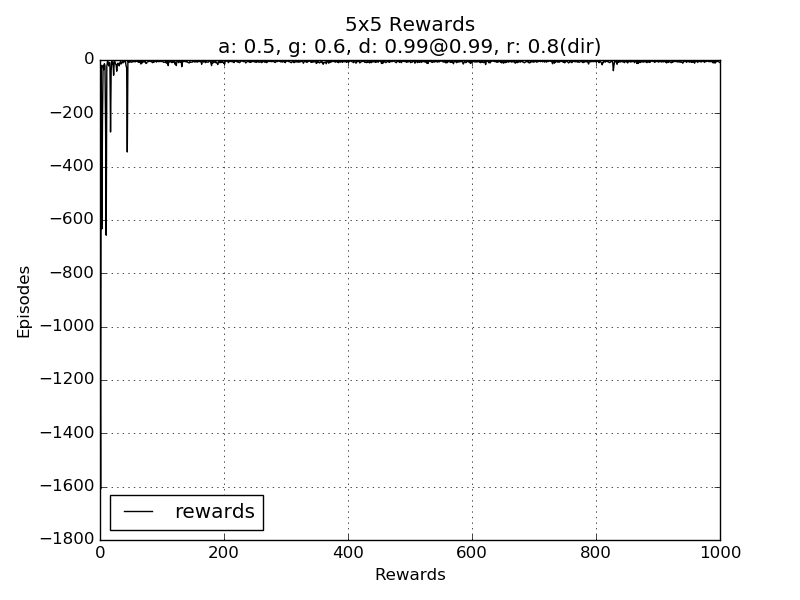 5x5 Rewards
a: 0.5, g: 0.6, d: 0.99@0.99, r: 0.8(dir)
0
−200
−400
−600
−800
−1000
−1200
−1400
−1600
−1800
Episodes
rewards
0 200 400 600 800 1000
Rewards